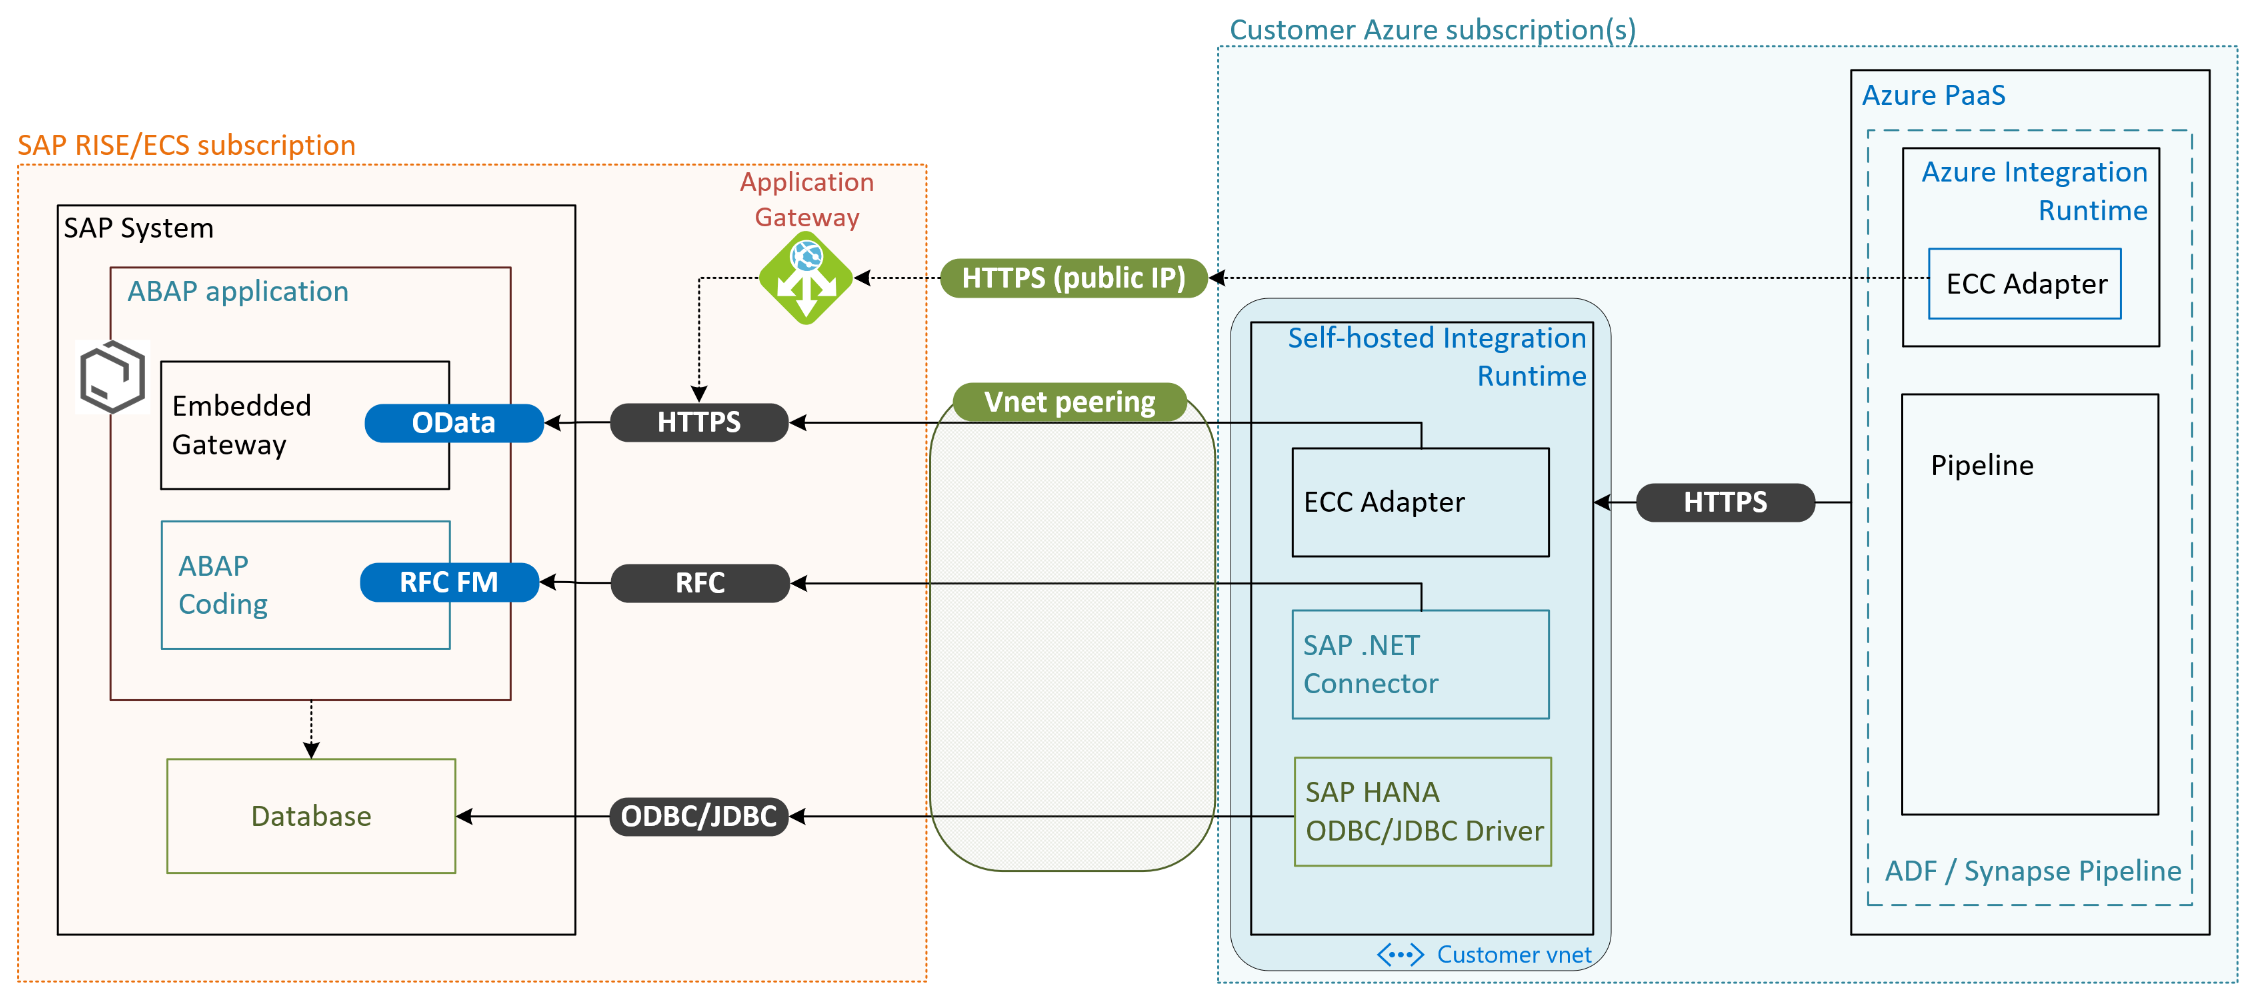 Customer Azure subscription(s)
SAP RISE/ECS subscription
SAP System
ABAP application
Embedded
Gateway
OData
ABAP
Coding
RFC FM
Database
Application
Gateway
HTTPS
RFC
ODBC/JDBC
HTTPS (public IP)
Vnet peering
Self-hosted Integration
Runtime
ECC Adapter
SAP .NET
Connector
SAP HANA
ODBC/JDBC Driver
Customer vnet
HTTPS
Azure PaaS
Azure Integration
Runtime
ECC Adapter
Pipeline
ADF / Synapse Pipeline